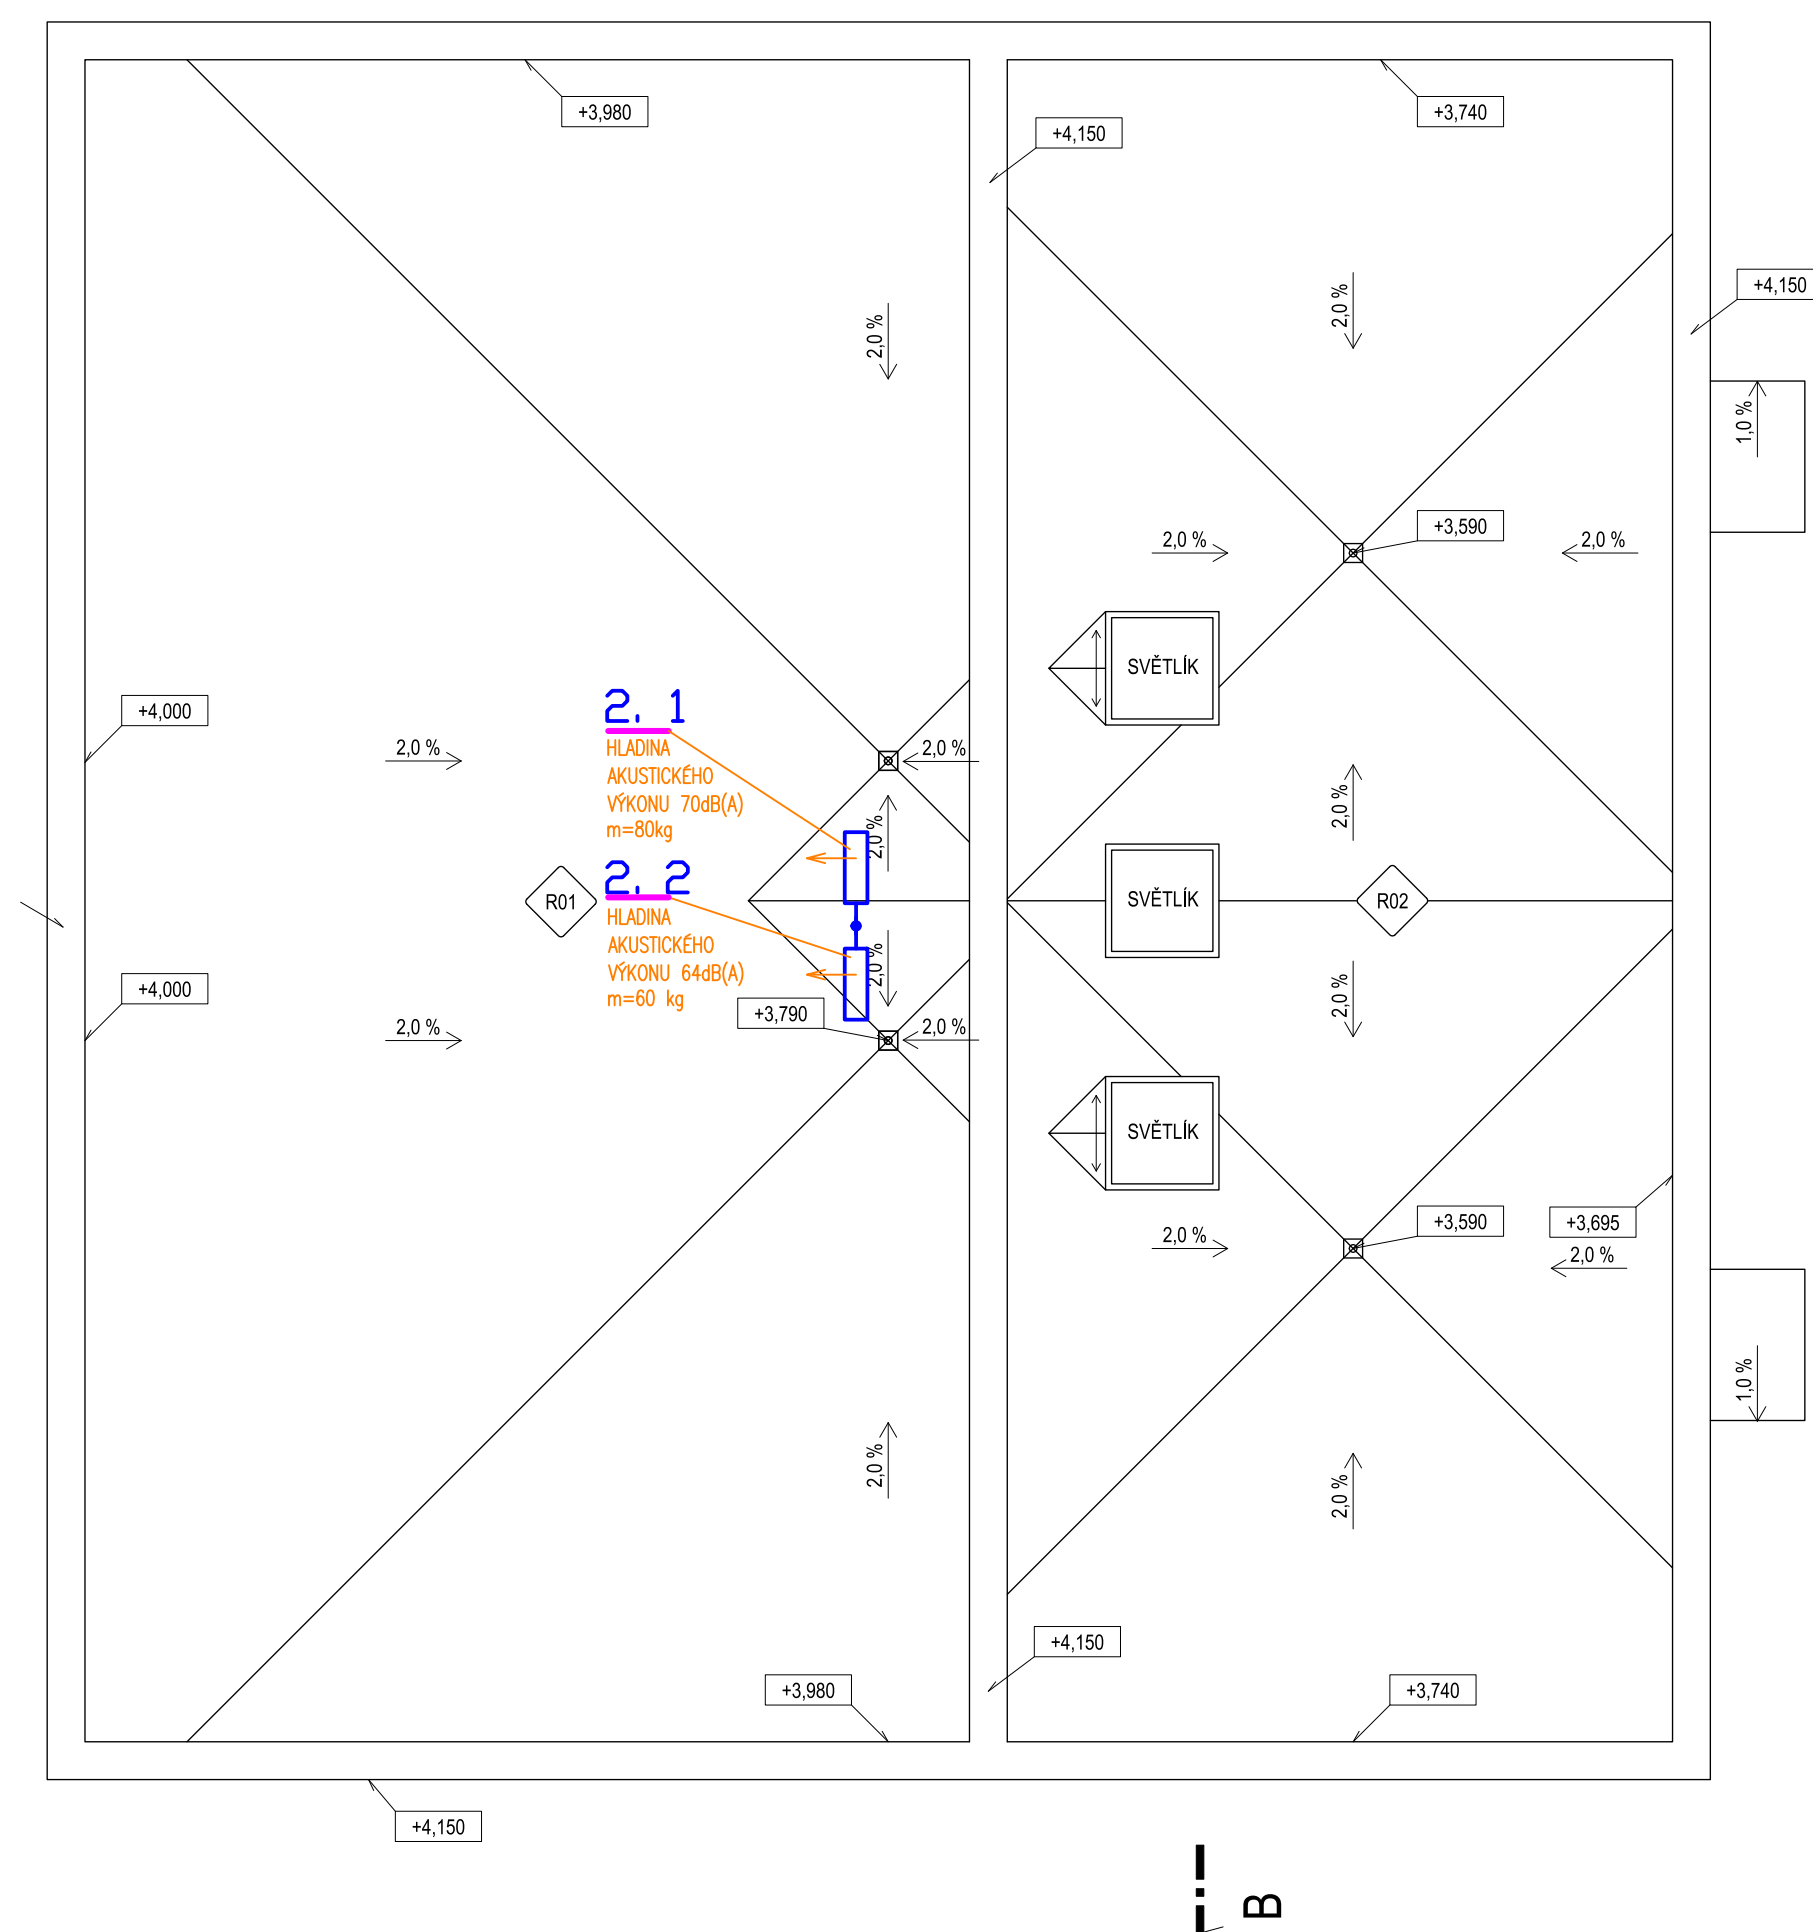 +3,980
+3,740
+4,150
+4,150
2,0 %
2,0 %
1,0 %
+3,590
2,0 %
2,0 %
SVĚTLÍK
+4,000
2. 1
HLADINA
AKUSTICKÉHO
VÝKONU 70dB(A)
m=80kg
2,0 %
2,0 %
2,0 %
2,0 %
R01
2. 2
HLADINA
AKUSTICKÉHO
VÝKONU 64dB(A)
m=60 kg
SVĚTLÍK
R02
+4,000
2,0 %
2,0 %
+3,790
2,0 %
2,0 %
SVĚTLÍK
+3,590
+3,695
2,0 %
2,0 %
1,0 %
2,0 %
2,0 %
+4,150
+3,980
+3,740
+4,150
B